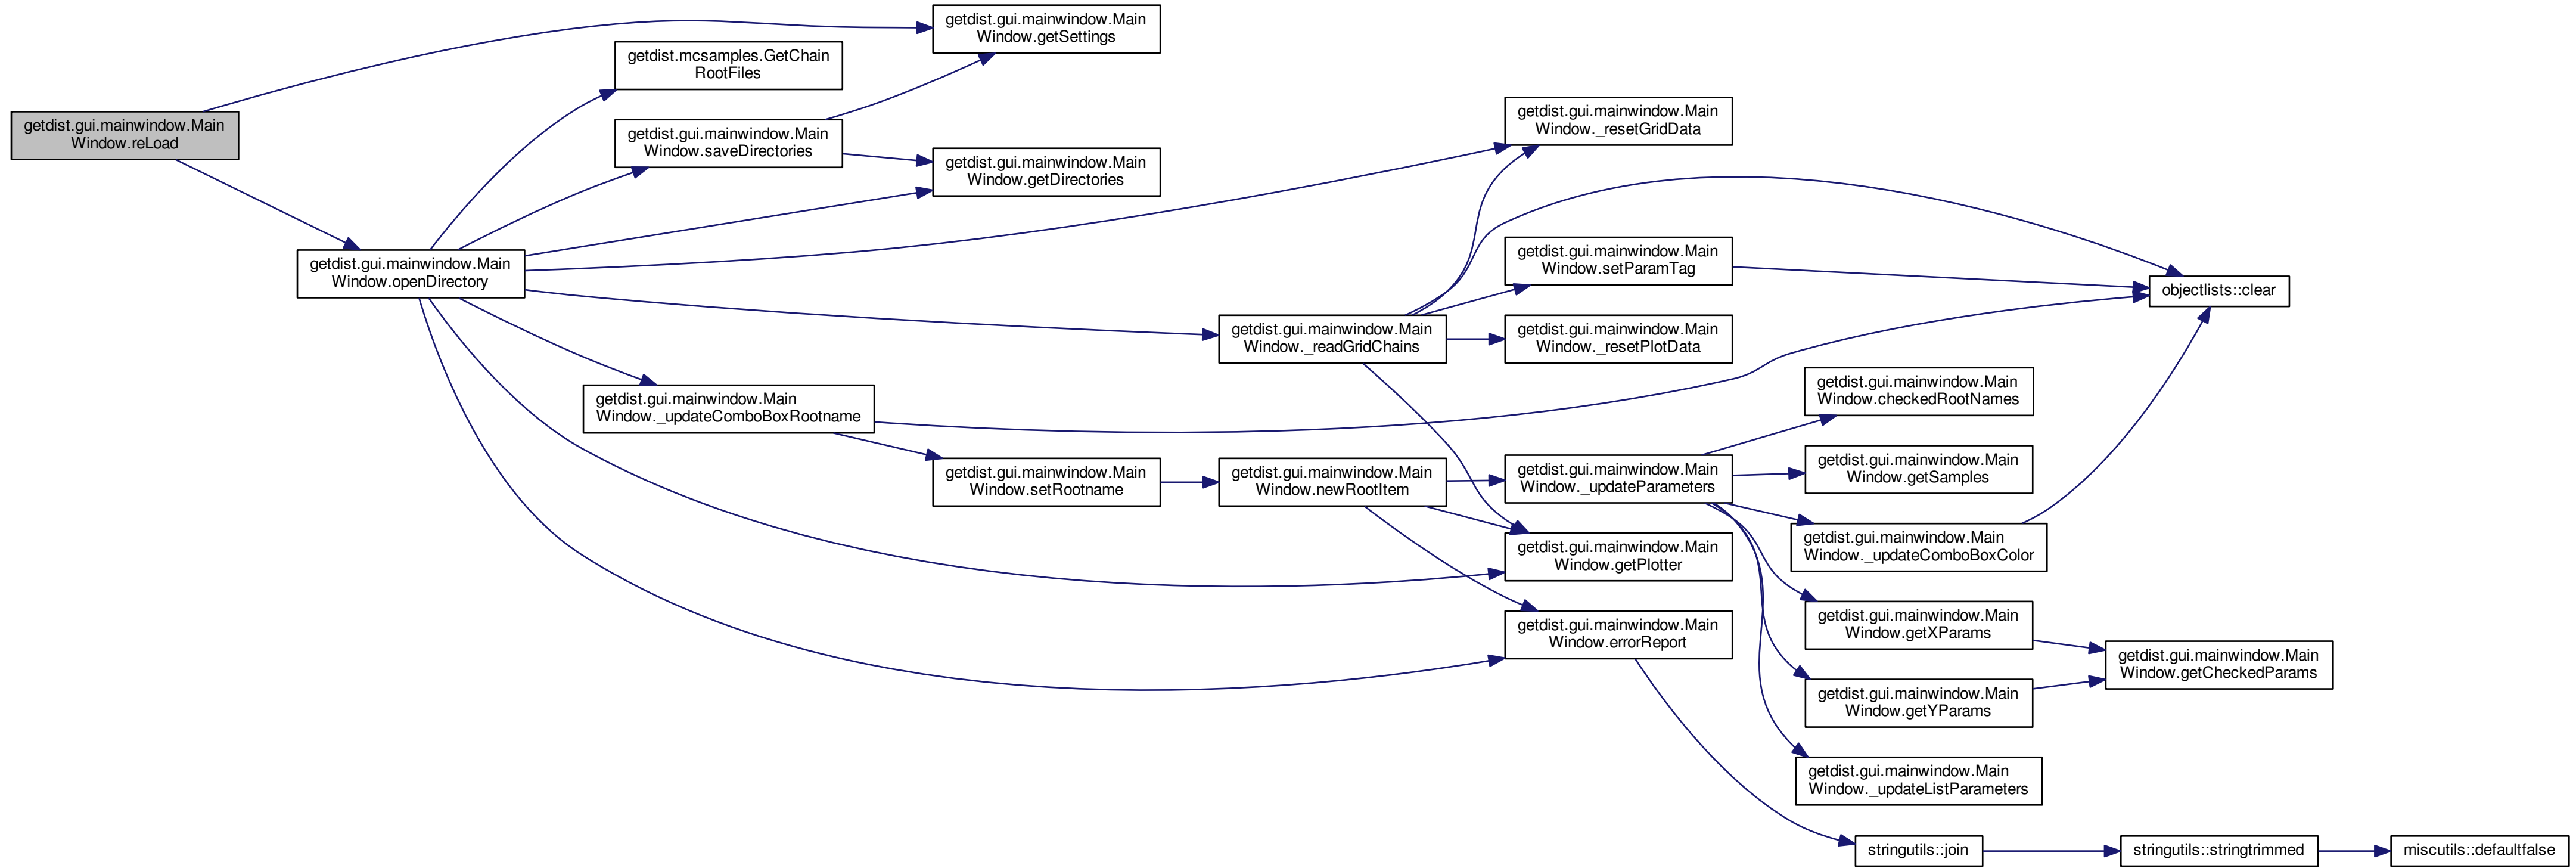 getdist.gui.mainwindow.Main
Window.reLoad
getdist.gui.mainwindow.Main
Window.openDirectory
getdist.mcsamples.GetChain
RootFiles
getdist.gui.mainwindow.Main
Window.saveDirectories
getdist.gui.mainwindow.Main
Window._updateComboBoxRootname
getdist.gui.mainwindow.Main
Window.getSettings
getdist.gui.mainwindow.Main
Window.getDirectories
getdist.gui.mainwindow.Main
Window.setRootname
getdist.gui.mainwindow.Main
Window._readGridChains
getdist.gui.mainwindow.Main
Window.newRootItem
getdist.gui.mainwindow.Main
Window._resetGridData
getdist.gui.mainwindow.Main
Window.setParamTag
getdist.gui.mainwindow.Main
Window._resetPlotData
getdist.gui.mainwindow.Main
Window._updateParameters
getdist.gui.mainwindow.Main
Window.getPlotter
getdist.gui.mainwindow.Main
Window.errorReport
getdist.gui.mainwindow.Main
Window.checkedRootNames
getdist.gui.mainwindow.Main
Window.getSamples
getdist.gui.mainwindow.Main
Window._updateComboBoxColor
getdist.gui.mainwindow.Main
Window.getXParams
getdist.gui.mainwindow.Main
Window.getYParams
getdist.gui.mainwindow.Main
Window._updateListParameters
stringutils::join
objectlists::clear
getdist.gui.mainwindow.Main
Window.getCheckedParams
stringutils::stringtrimmed
miscutils::defaultfalse